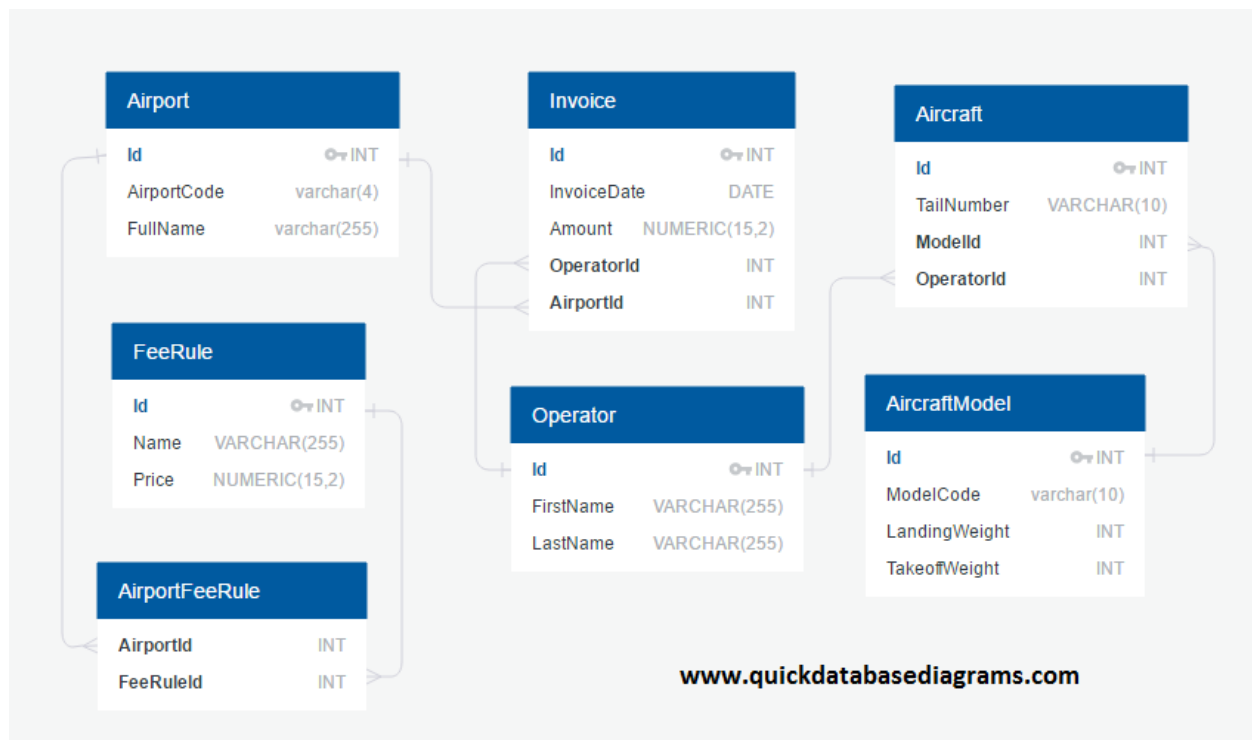 Airport
Id INT
AirportCode varchar(4)
FullName varchar(255)
Invoice
Id INT
InvoiceDate DATE
Amount NUMERIC(15,2)
OperatorId INT
AirportId INT
Aircraft
Id INT
TailNumber VARCHAR(10)
ModelId INT
OperatorId INT
FeeRule
Id INT
Name VARCHAR(255)
Price NUMERIC(15,2)
Operator
Id INT
FirstName VARCHAR(255)
LastName VARCHAR(255)
AircraftModel
Id INT
ModelCode varchar(10)
LandingWeight INT
TakeoffWeight INT
AirportFeeRule
AirportId INT
FeeRuleId INT
www.quickdatabasediagrams.com